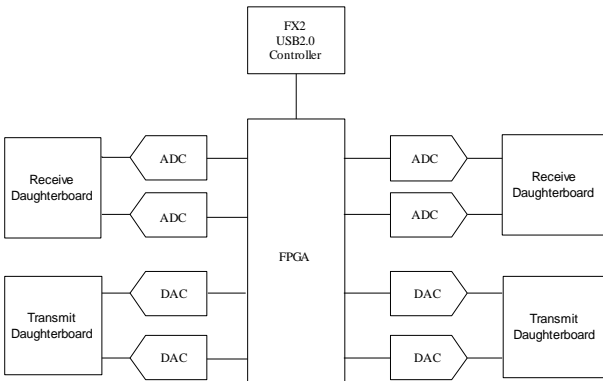 FX2
USB2.0
Controller
ADC
ADC
Receive
Daughterboard
Receive
Daughterboard
ADC
ADC
FPGA
DAC
DAC
Transmit
Daughterboard
Transmit
Daughterboard
DAC
DAC